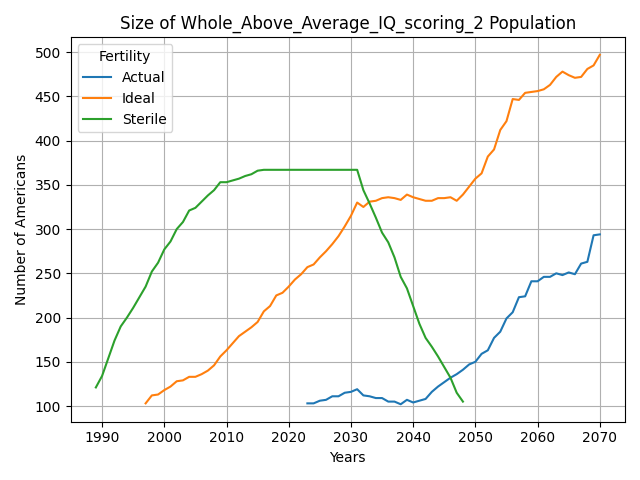 Size of Whole_Above_Average_IQ_scoring_2 Population
Fertility
Actual
Ideal
Sterile
500
450
400
350
300
250
200
150
100
Number of Americans
1990 2000 2010 2020 2030 2040 2050 2060 2070
Years